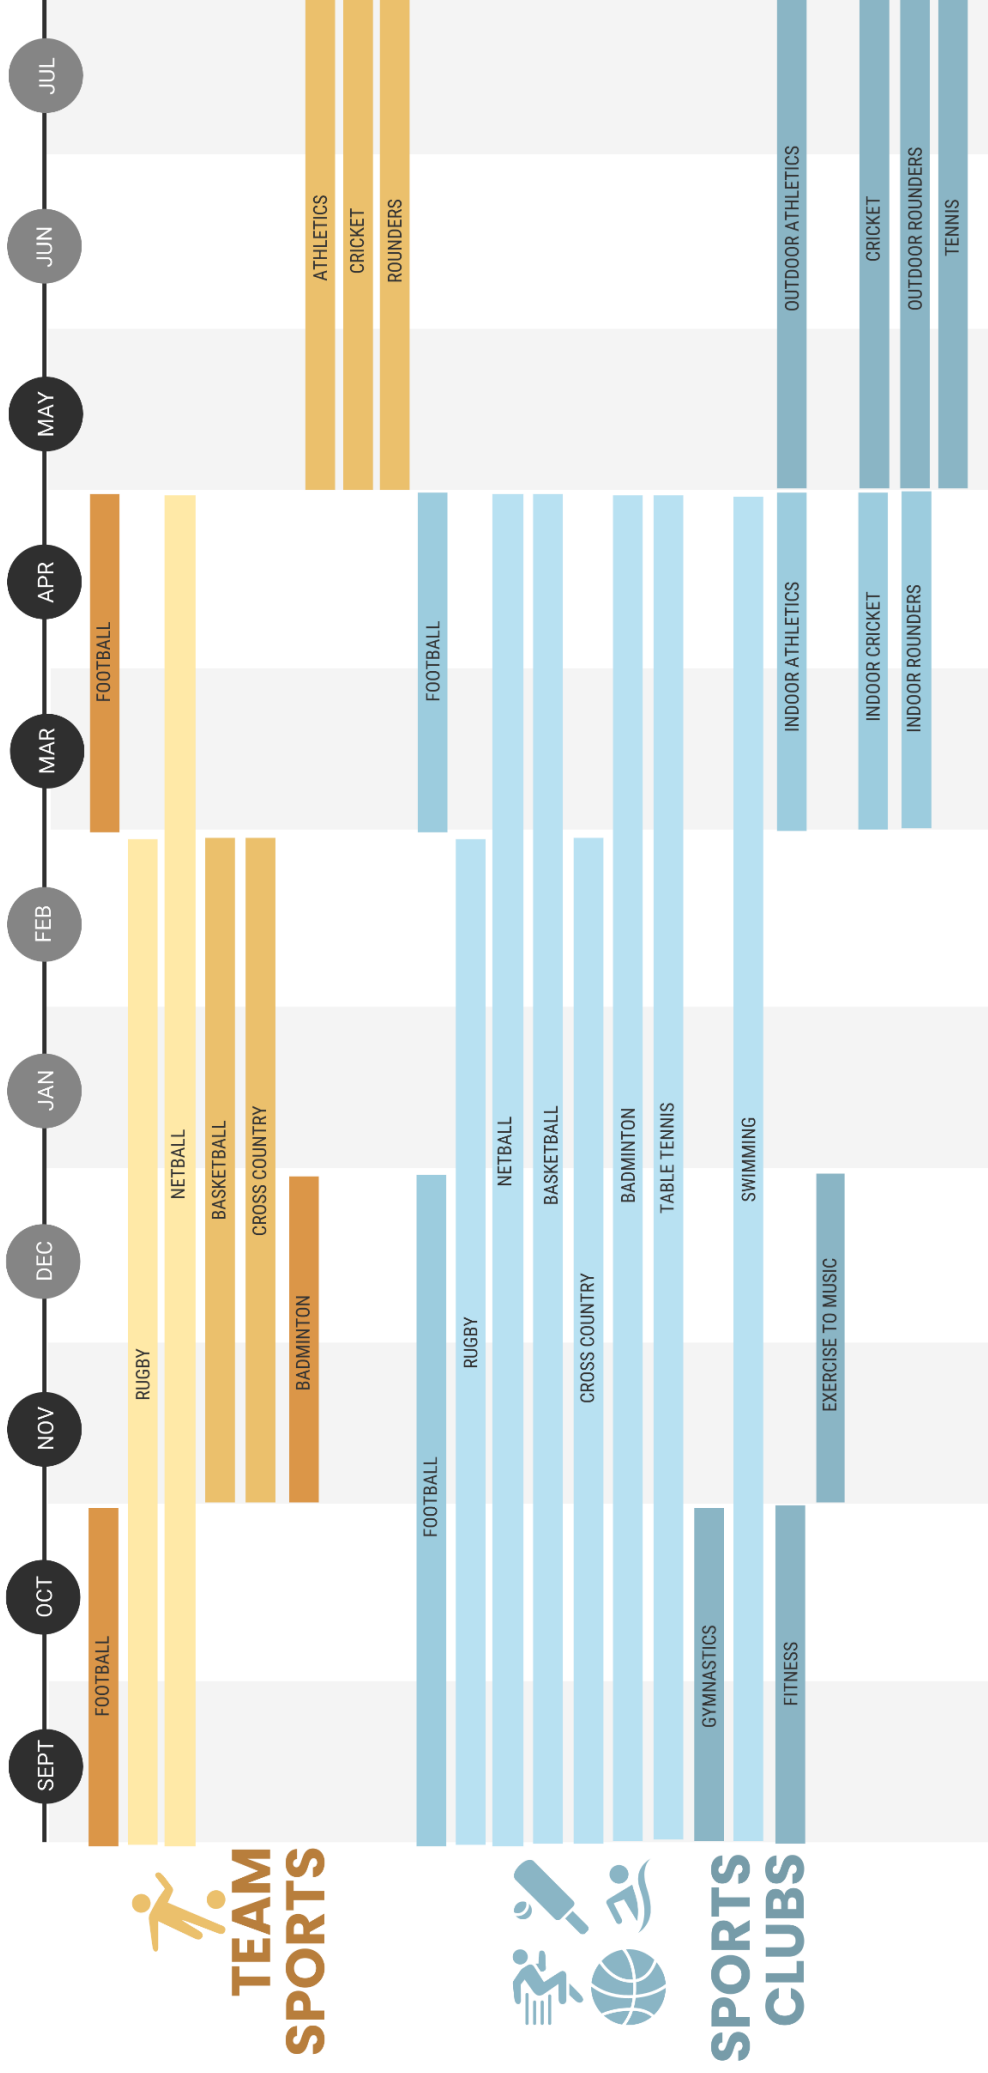 SEPT
OCT
NOV
DEC
JAN
FEB
MAR
APR
MAY
JUN
JUL
TEAM
SPORTS
FOOTBALL
FOOTBALL
RUGBY
NETBALL
BASKETBALL
CROSS COUNTRY
BADMINTON
ATHLETICS
CRICKET
ROUNDERS
SPORTS
CLUBS
FOOTBALL
FOOTBALL
RUGBY
NETBALL
BASKETBALL
CROSS COUNTRY
BADMINTON
TABLE TENNIS
GYMNASTICS
SWIMMING
FITNESS
INDOOR ATHLETICS
OUTDOOR ATHLETICS
EXERCISE TO MUSIC
INDOOR CRICKET
CRICKET
INDOOR ROUNDERS
OUTDOOR ROUNDERS
TENNIS